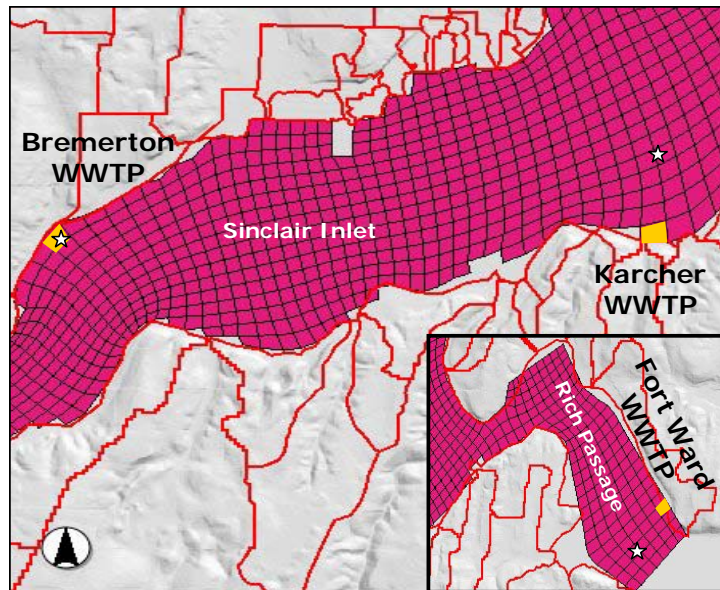 Bremerton
WWTP
Sinclair Inlet
Karcher
WWTP
Rich Passage
Fort Ward
WWTP